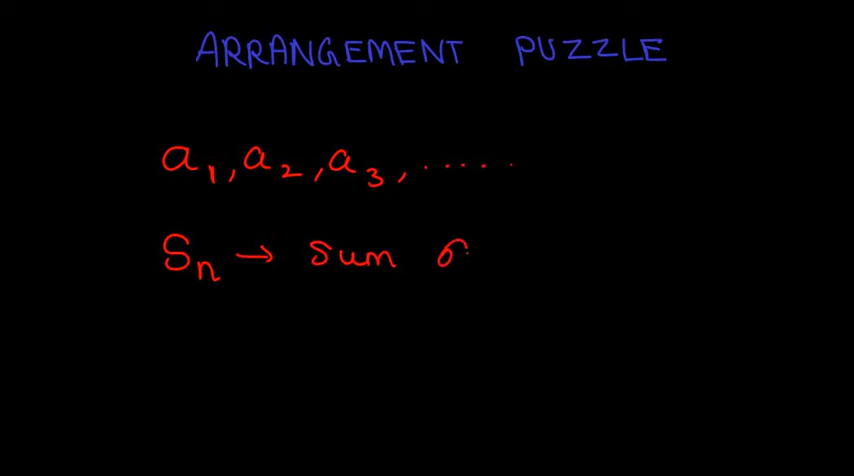 ARRANGEMENT PUZZLE
a₁, a₂, a₃, .....
Sₙ → sum